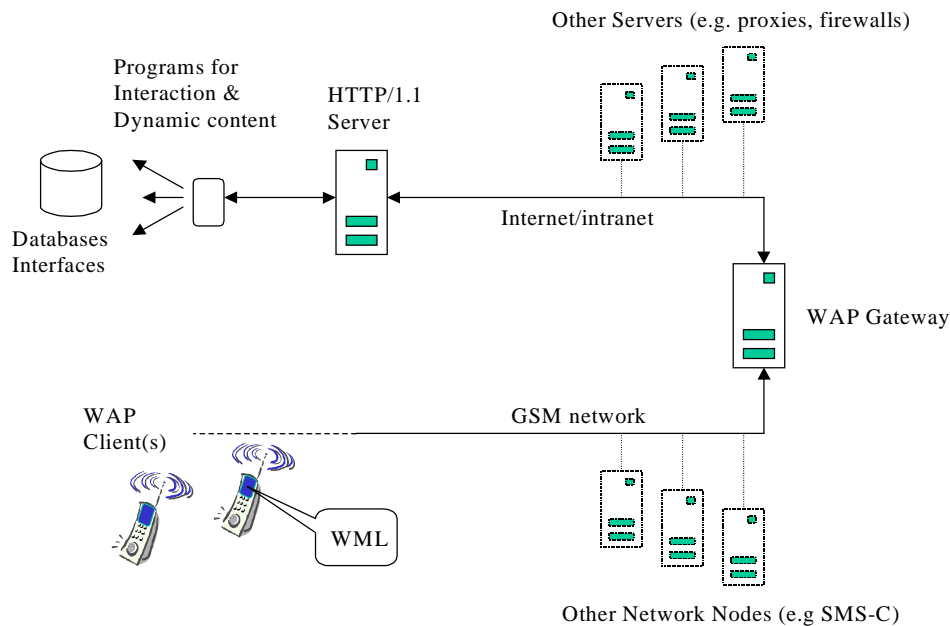 Other Servers (e.g. proxies, firewalls)
Programs for
Interaction &
Dynamic content
HTTP/1.1
Server
Internet/intranet
Databases
Interfaces
WAP Gateway
GSM network
WAP
Client(s)
WML
Other Network Nodes (e.g SMS-C)